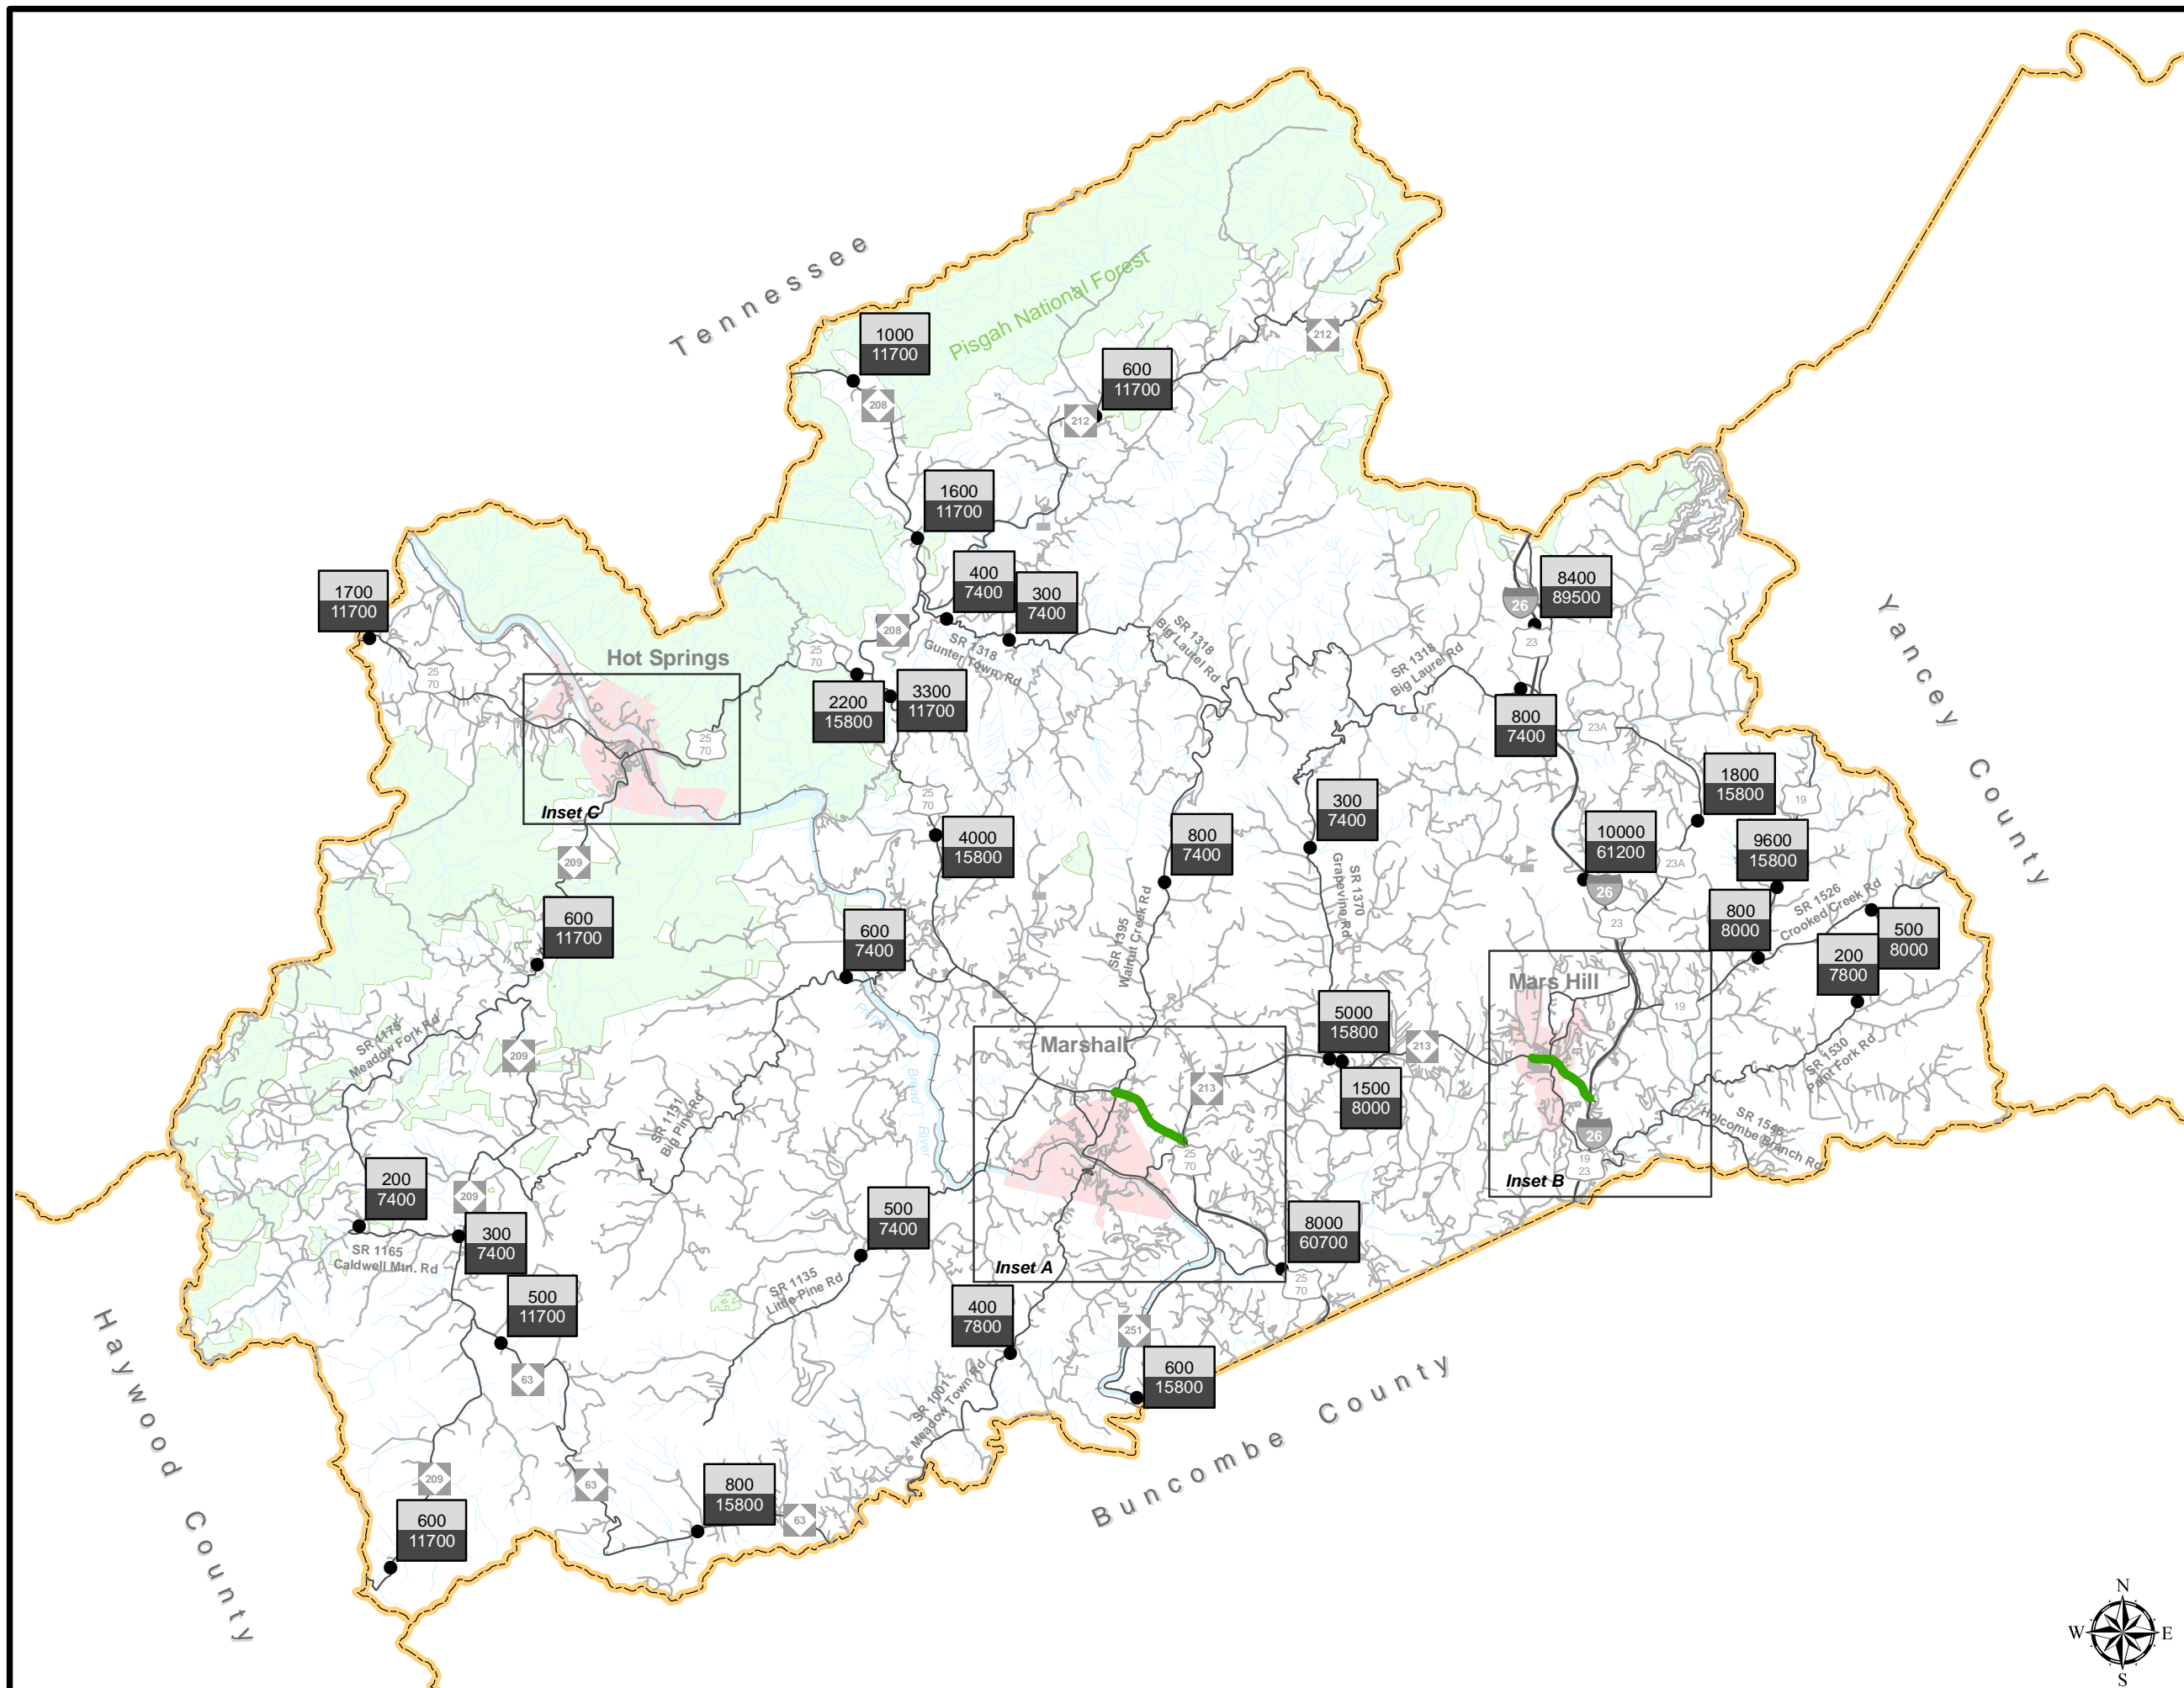 Tennessee
Pisgah National Forest
1000
11700
208
600
11700
212
212
1600
11700
400
7400
300
7400
208
SR 1318
Gunter Town Rd
SR 1318
Big Laurel Rd
SR 1318
Big Laurel Rd
8400
89500
26
23
Yancey County
1700
11700
25
70
Hot Springs
25
70
25
70
Inset C
2200
15800
3300
11700
800
7400
23A
1800
15800
19
25
70
4000
15800
800
7400
300
7400
SR 1395
Walnut Creek Rd
SR 1370
Grapevine Rd
10000
61200
26
23
23A
9600
15800
800
8000
SR 1526
Crooked Creek Rd
500
8000
200
7800
209
600
11700
600
7400
SR 1175
Meadow Fork Rd
209
SR 1151
Big Pine Rd
Broad River
Marshall
213
25
70
Inset A
5000
15800
213
1500
8000
Mars Hill
19
26
19
23
Inset B
SR 1530
Paint Fork Rd
SR 1546
Holcombe Branch Rd
200
7400
209
300
7400
SR 1165
Caldwell Mtn. Rd
500
11700
63
500
7400
SR 1135
Little Pine Rd
8000
60700
25
70
400
7800
251
600
15800
SR 1001
Meadow Town Rd
Haywood County
209
63
800
15800
63
600
11700
Buncombe County
N
W
E
S